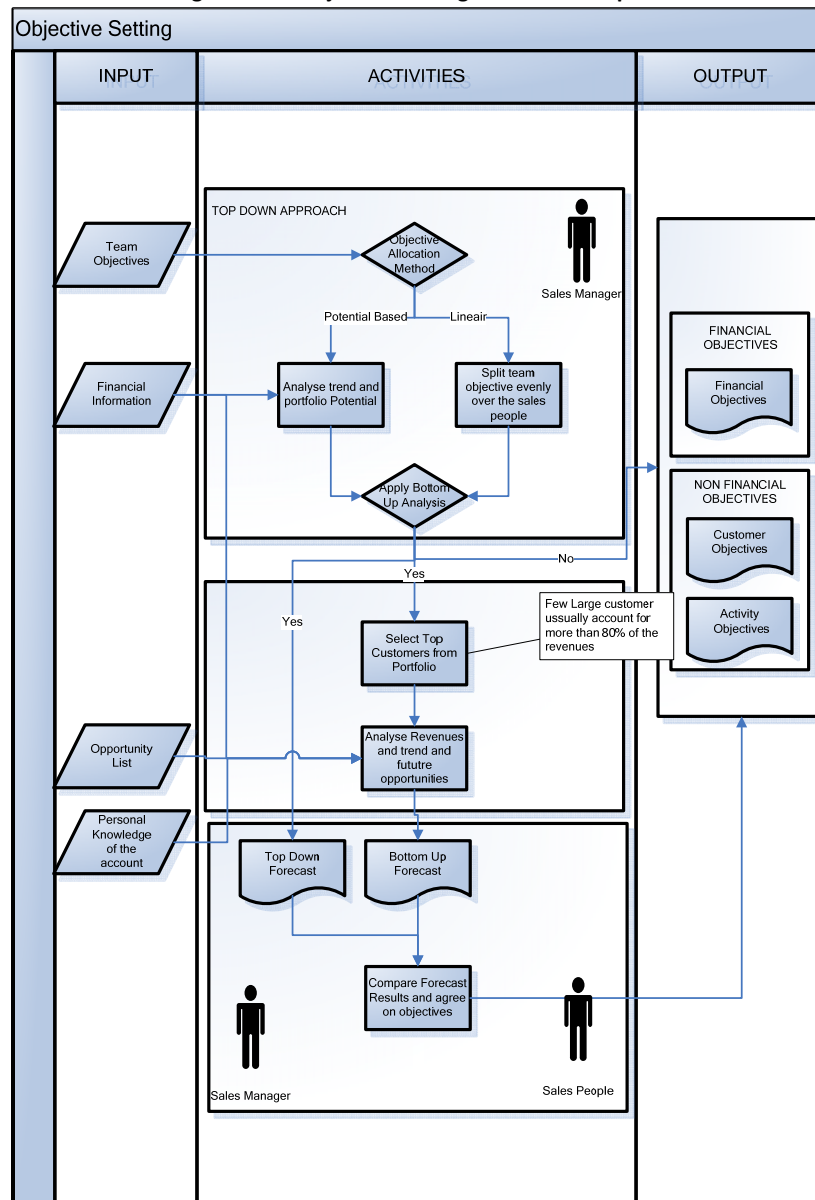 Objective Setting
INPUT
ACTIVITIES
OUTPUT
TOP DOWN APPROACH
Sales Manager
Team
Objectives
Objective
Allocation
Method
Potential Based
Lineair
Financial
Information
Analyse trend and
portfolio Potential
Split team
objective evenly
over the sales
people
Apply Bottom
Up Analysis
No
Yes
Yes
FINANCIAL
OBJECTIVES
Financial
Objectives
NON FINANCIAL
OBJECTIVES
Customer
Objectives
Activity
Objectives
Few Large customer
ussually account for
more than 80% of the
revenues
Select Top
Customers from
Portfolio
Opportunity
List
Analyse Revenues
and trend and
fututre
opportunities
Personal
Knowledge
of the
account
Top Down
Forecast
Bottom Up
Forecast
Compare Forecast
Results and agree
on objectives
Sales Manager
Sales People